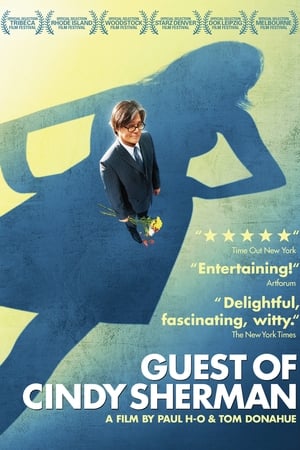 OFFICIAL SELECTION
TRIBECA
FILM FESTIVAL
OFFICIAL SELECTION
RHODE ISLAND
FILM FESTIVAL
OFFICIAL SELECTION
WOODSTOCK
FILM FESTIVAL
OFFICIAL SELECTION
STARZ DENVER
FILM FESTIVAL
OFFICIAL SELECTION
DOK LEIPZIG
FILM FESTIVAL
OFFICIAL SELECTION
MELBOURNE
FILM FESTIVAL
“★★★★★”
Time Out New York
“Entertaining!”
Artforum
“Delightful,
fascinating, witty.”
The New York Times
GUEST OF
CINDY SHERMAN
A FILM BY PAUL H-O & TOM DONAHUE